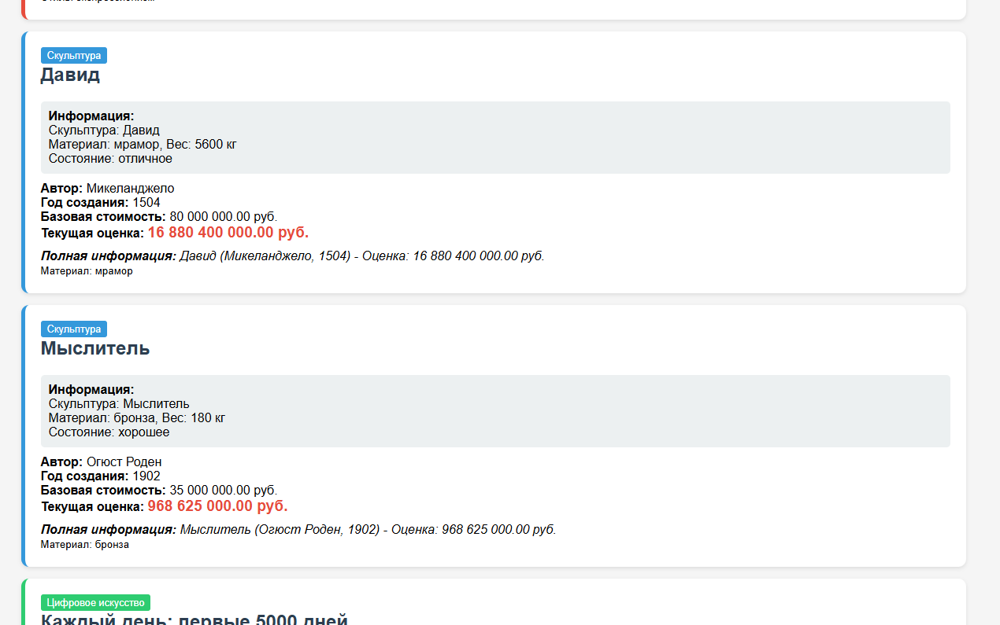 Скульптура
Давид
Информация:
Скульптура: Давид
Материал: мрамор, Вес: 5600 кг
Состояние: отличное
Автор: Микеланджело
Год создания: 1504
Базовая стоимость: 80 000 000.00 руб.
Текущая оценка: 16 880 400 000.00 руб.
Полная информация: Давид (Микеланджело, 1504) - Оценка: 16 880 400 000.00 руб.
Материал: мрамор
Скульптура
Мыслитель
Информация:
Скульптура: Мыслитель
Материал: бронза, Вес: 180 кг
Состояние: хорошее
Автор: Огюст Роден
Год создания: 1902
Базовая стоимость: 35 000 000.00 руб.
Текущая оценка: 968 625 000.00 руб.
Полная информация: Мыслитель (Огюст Роден, 1902) - Оценка: 968 625 000.00 руб.
Материал: бронза
Цифровое искусство
Каждый день: первые 5000 дней